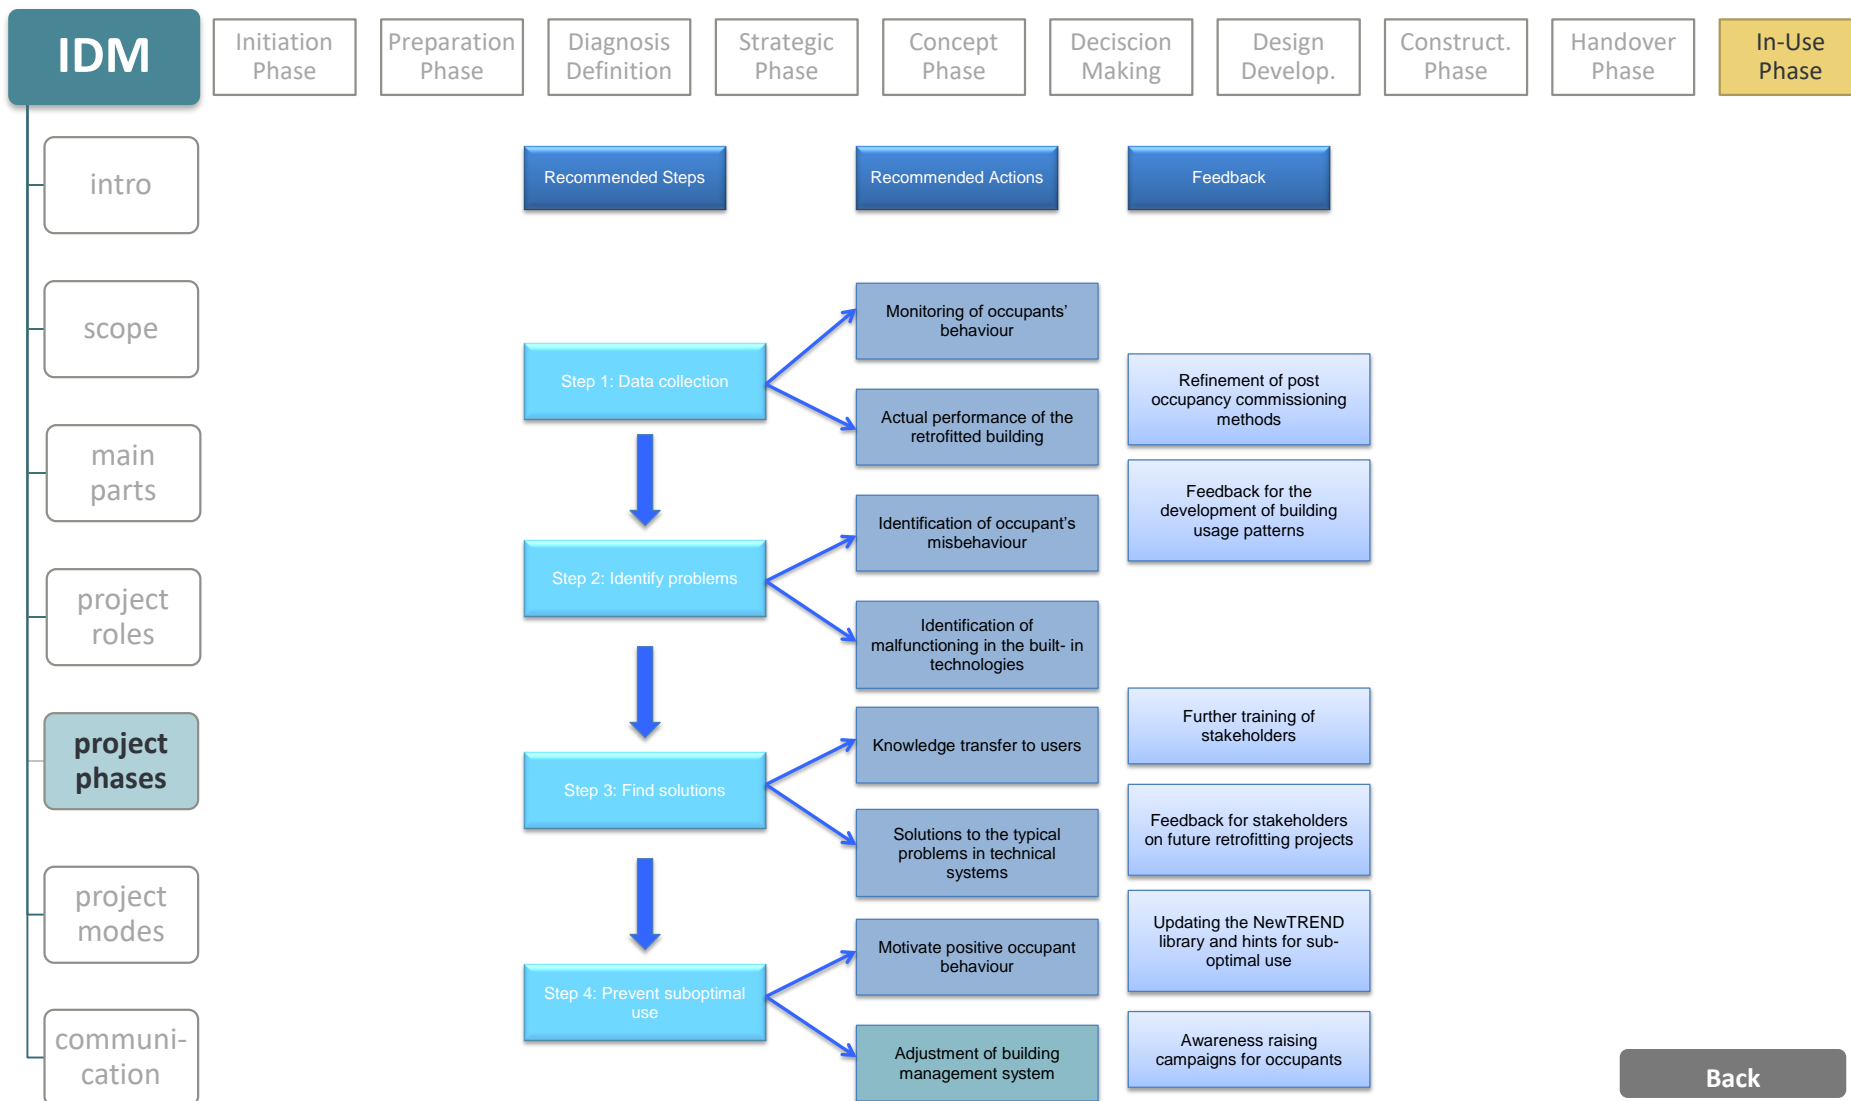 IDM
Initiation
Phase
Preparation
Phase
Diagnosis
Definition
Strategic
Phase
Concept
Phase
Deciscion
Making
Design
Develop.
Construct.
Phase
Handover
Phase
In-Use
Phase
intro
scope
main
parts
project
roles
project
phases
project
modes
communi-
cation
Recommended Steps
Recommended Actions
Feedback
Step 1: Data collection
Monitoring of occupants’
behaviour
Actual performance of the
retrofitted building
Refinement of post
occupancy commissioning
methods
Feedback for the
development of building
usage patterns
Step 2: Identify problems
Identification of occupant’s
misbehaviour
Identification of
malfunctioning in the built- in
technologies
Step 3: Find solutions
Knowledge transfer to users
Solutions to the typical
problems in technical
systems
Further training of
stakeholders
Feedback for stakeholders
on future retrofitting projects
Step 4: Prevent suboptimal
use
Motivate positive occupant
behaviour
Adjustment of building
management system
Updating the NewTREND
library and hints for sub-
optimal use
Awareness raising
campaigns for occupants
Back